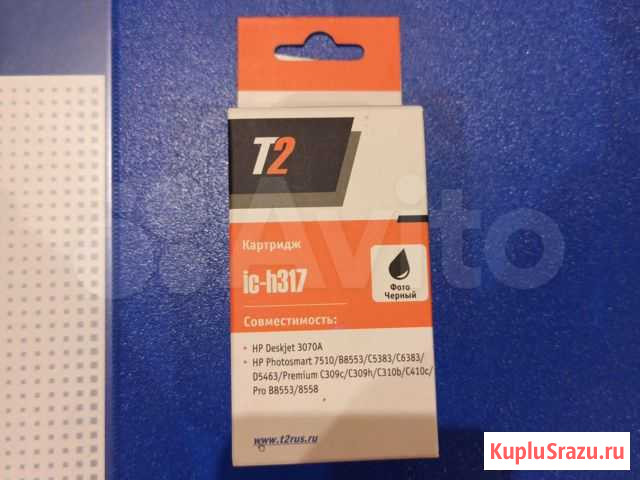 T2
Картридж
ic-h317
Фото
Черный
Совместимость:
HP Deskjet 3070A
HP Photosmart 7510/B8553/C5383/C6383/
D5463/Premium C309c/C309h/C310b/C410c/
Pro B8553/8558
www.t2rus.ru
Avito
KupluSrazu.ru